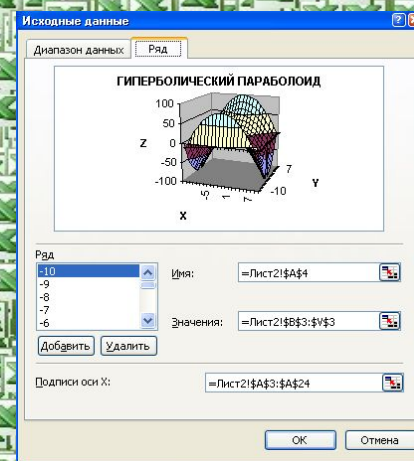 Исходные данные
Диапазон данных Ряд
ГИПЕРБОЛИЧЕСКИЙ ПАРАБОЛОИД
100
50
Z 0
-50
-100
-5 1 7
7
-10
Y
X
Ряд
-10
-9
-8
-7
-6
Имя: =Лист2!$A$4
Значения: =Лист2!$B$3:$V$3
Добавить Удалить
Подписи оси X: =Лист2!$A$3:$A$24
ОК Отмена